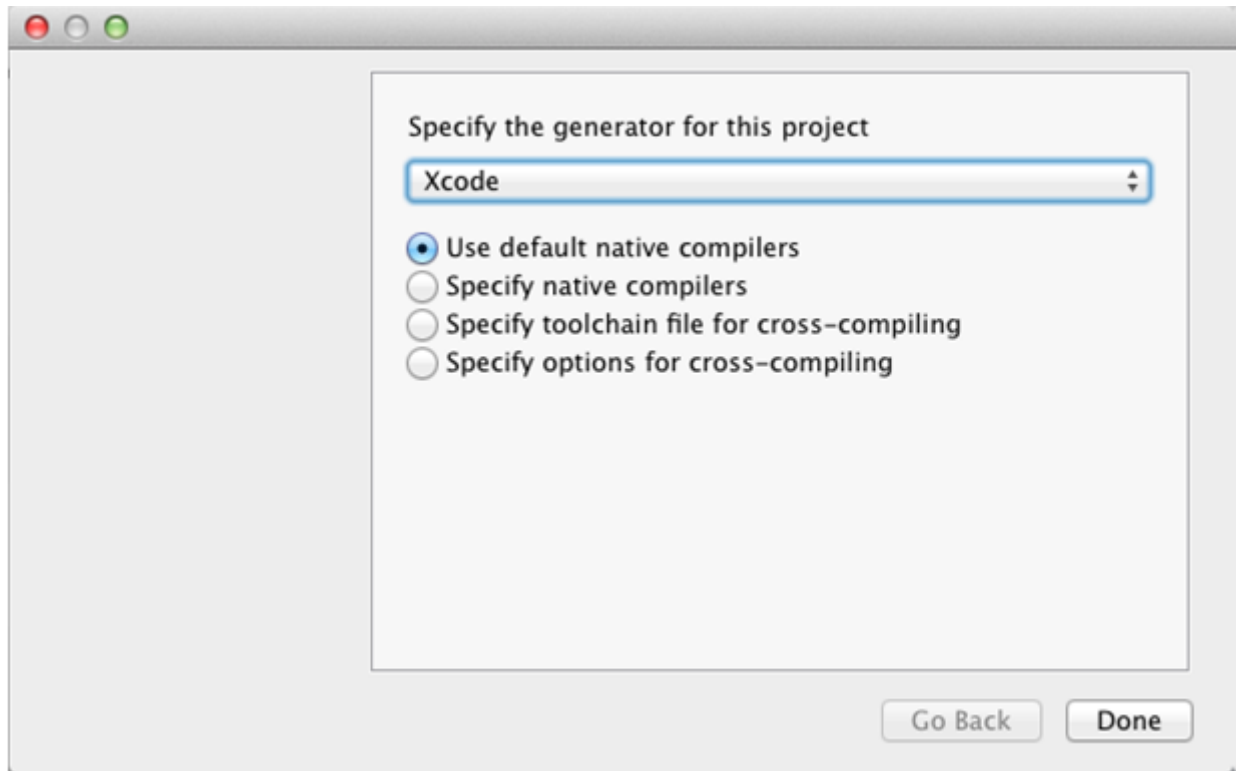 Specify the generator for this project
Xcode
Use default native compilers
Specify native compilers
Specify toolchain file for cross-compiling
Specify options for cross-compiling
Go Back Done